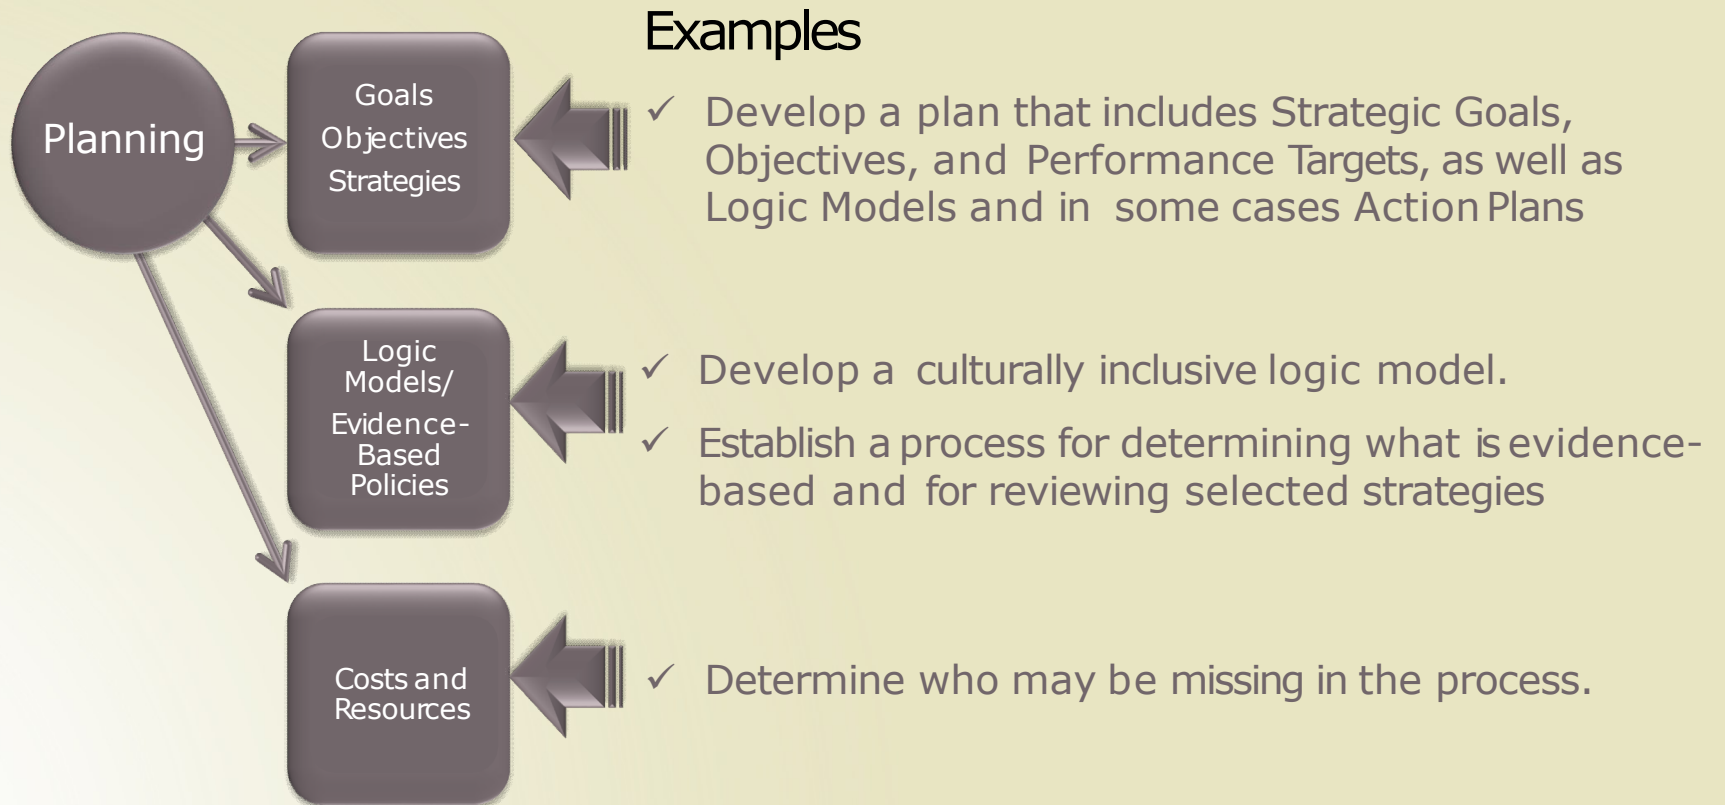 Examples
Planning
Goals
Objectives
Strategies
✓ Develop a plan that includes Strategic Goals,
Objectives, and Performance Targets, as well as
Logic Models and in some cases Action Plans
Logic
Models/
Evidence-
Based
Policies
✓ Develop a culturally inclusive logic model.
✓ Establish a process for determining what is evidence-
based and for reviewing selected strategies
Costs and
Resources
✓ Determine who may be missing in the process.